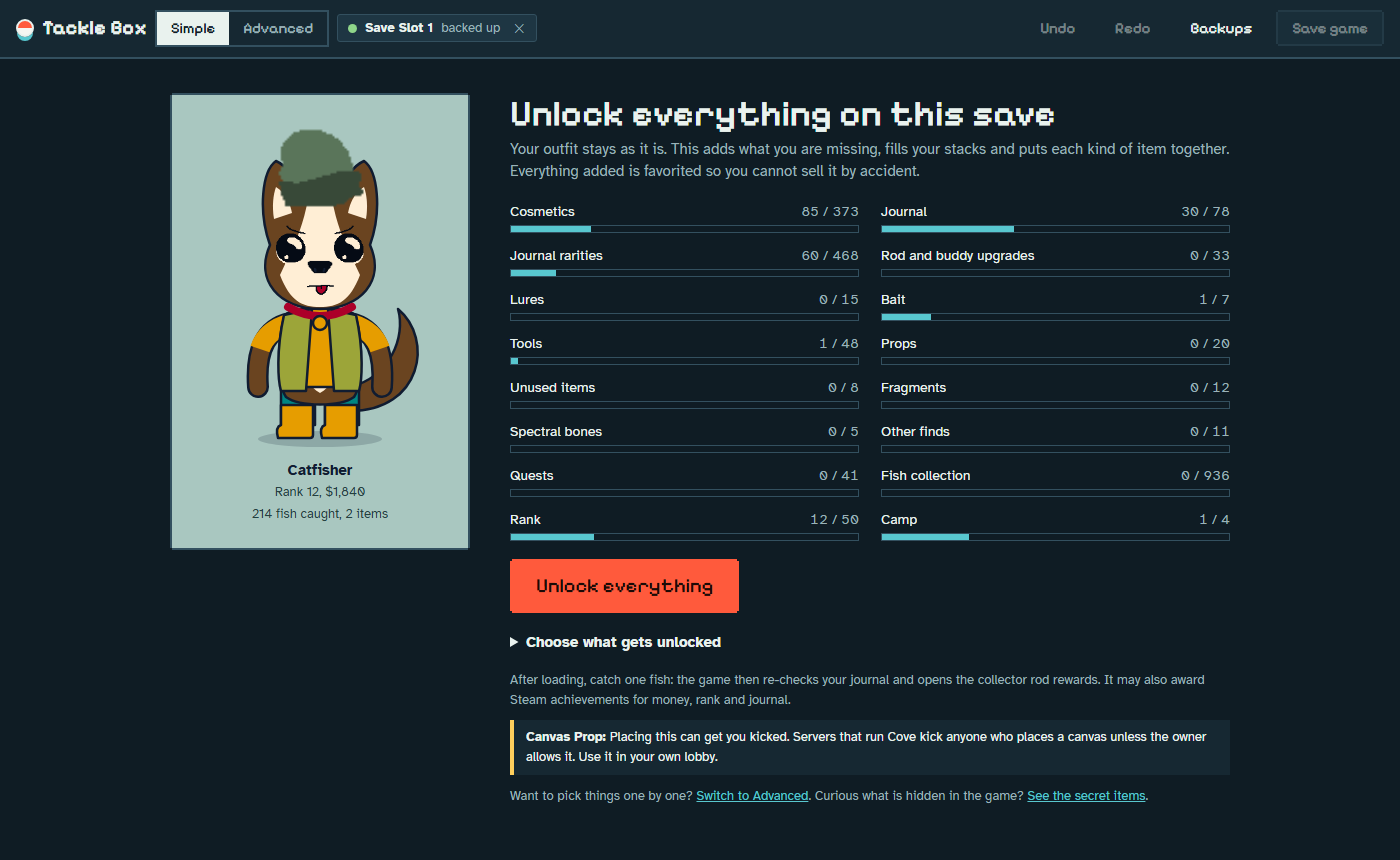 Tackle Box
Simple
Advanced
Save Slot 1 backed up
Undo
Redo
Backups
Save game
Catfisher
Rank 12, $1,840
214 fish caught, 2 items
Unlock everything on this save
Your outfit stays as it is. This adds what you are missing, fills your stacks and puts each kind of item together.
Everything added is favorited so you cannot sell it by accident.
Cosmetics 85 / 373
Journal 30 / 78
Journal rarities 60 / 468
Rod and buddy upgrades 0 / 33
Lures 0 / 15
Bait 1 / 7
Tools 1 / 48
Props 0 / 20
Unused items 0 / 8
Fragments 0 / 12
Spectral bones 0 / 5
Other finds 0 / 11
Quests 0 / 41
Fish collection 0 / 936
Rank 12 / 50
Camp 1 / 4
Unlock everything
Choose what gets unlocked
After loading, catch one fish: the game then re-checks your journal and opens the collector rod rewards. It may also award
Steam achievements for money, rank and journal.
Canvas Prop: Placing this can get you kicked. Servers that run Cove kick anyone who places a canvas unless the owner
allows it. Use it in your own lobby.
Want to pick things one by one? Switch to Advanced. Curious what is hidden in the game? See the secret items.